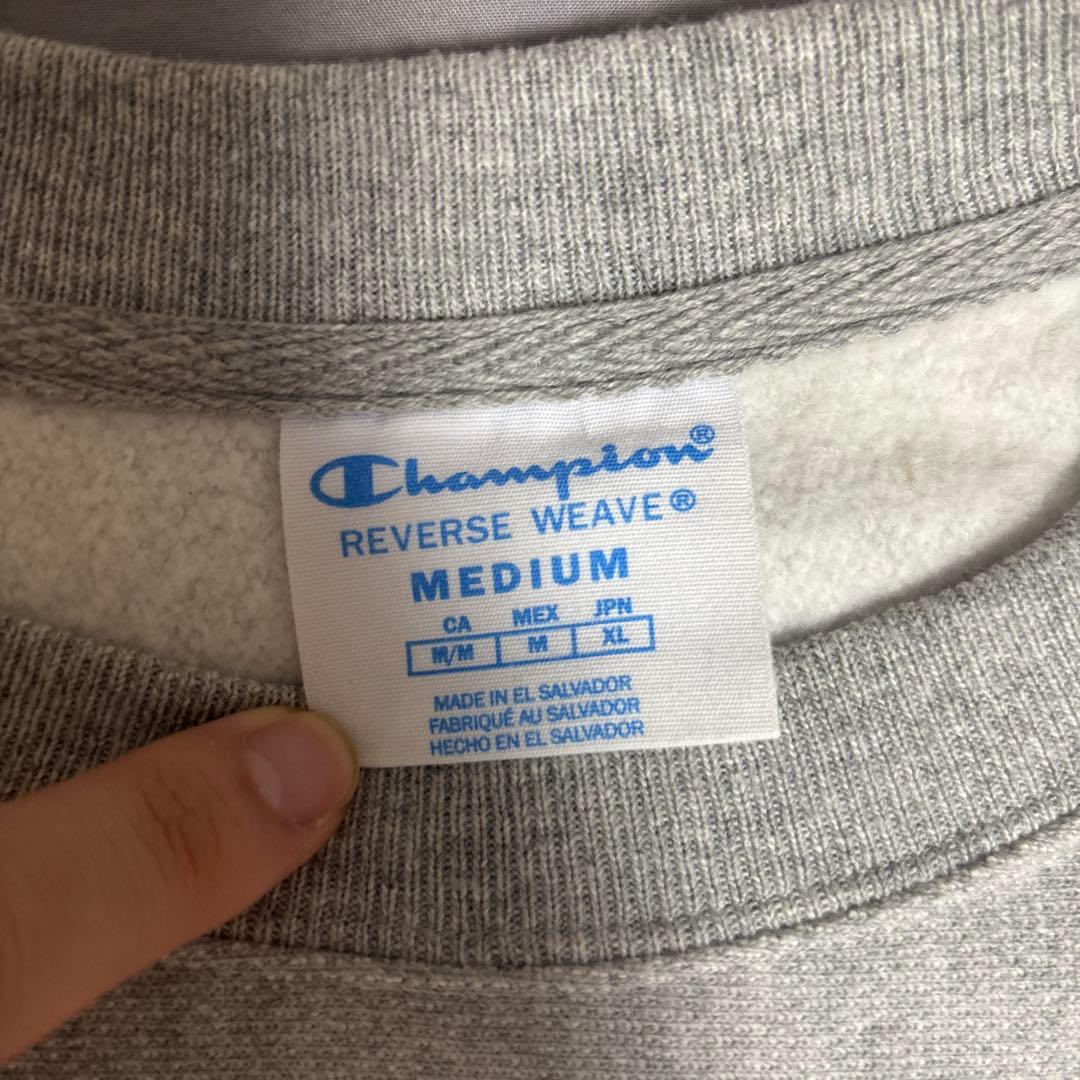 Champion®
REVERSE WEAVE®
MEDIUM
CA MEX JPN
M/M M XL
MADE IN EL SALVADOR
FABRIQUÉ AU SALVADOR
HECHO EN EL SALVADOR